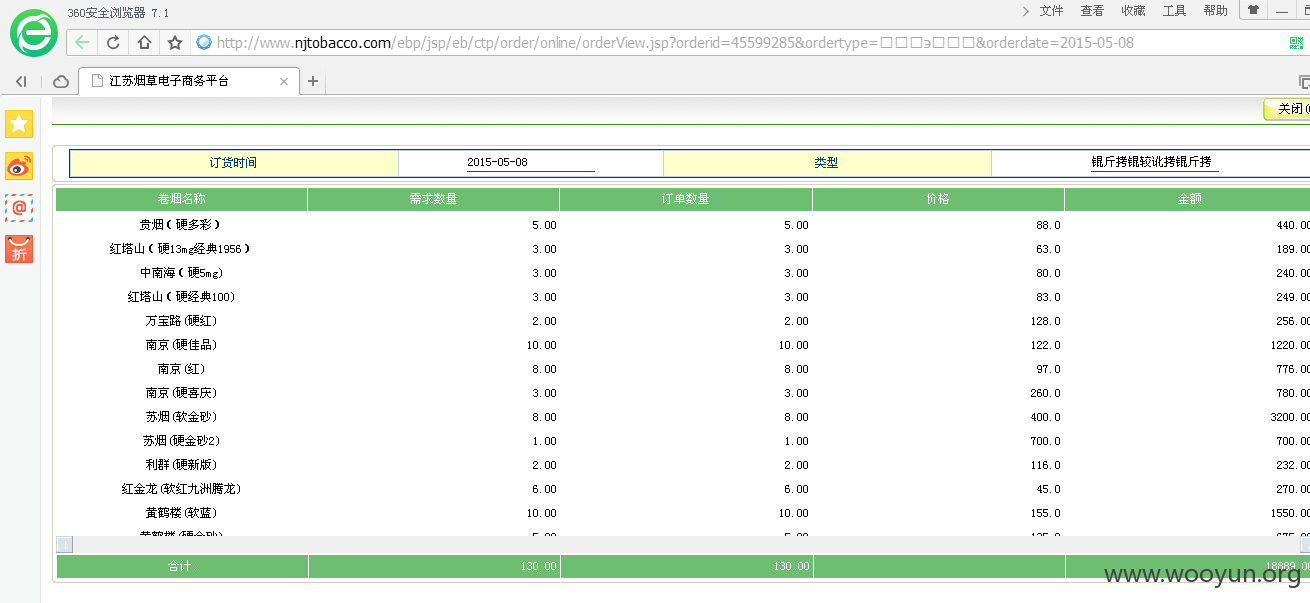 360安全浏览器 7.1 文件 查看 收藏 工具 帮助
http://www.njtobacco.com/ebp/jsp/eb/ctp/order/online/orderView.jsp?orderid=45599285&ordertype=□□□э□□□&orderdate=2015-05-08
江苏烟草电子商务平台
关闭(
订货时间 2015-05-08 类型 锟斤拷锟较讹拷锟斤拷
卷烟名称 需求数量 订单数量 价格 金额
贵烟(硬多彩) 5.00 5.00 88.0 440.00
红塔山(硬13mg经典1956) 3.00 3.00 63.0 189.00
中南海(硬5mg) 3.00 3.00 80.0 240.00
红塔山(硬经典100) 3.00 3.00 83.0 249.00
万宝路(硬红) 2.00 2.00 128.0 256.00
南京(硬佳品) 10.00 10.00 122.0 1220.00
南京(红) 8.00 8.00 97.0 776.00
南京(硬喜庆) 3.00 3.00 260.0 780.00
苏烟(软金砂) 8.00 8.00 400.0 3200.00
苏烟(硬金砂2) 1.00 1.00 700.0 700.00
利群(硬新版) 2.00 2.00 116.0 232.00
红金龙(软红九洲腾龙) 6.00 6.00 45.0 270.00
黄鹤楼(软蓝) 10.00 10.00 155.0 1550.00
黄鹤楼(硬金砂) 5.00 5.00 135.0 675.00
合计: 130.00 130.00 18889.00
www.wooyun.org
@
折